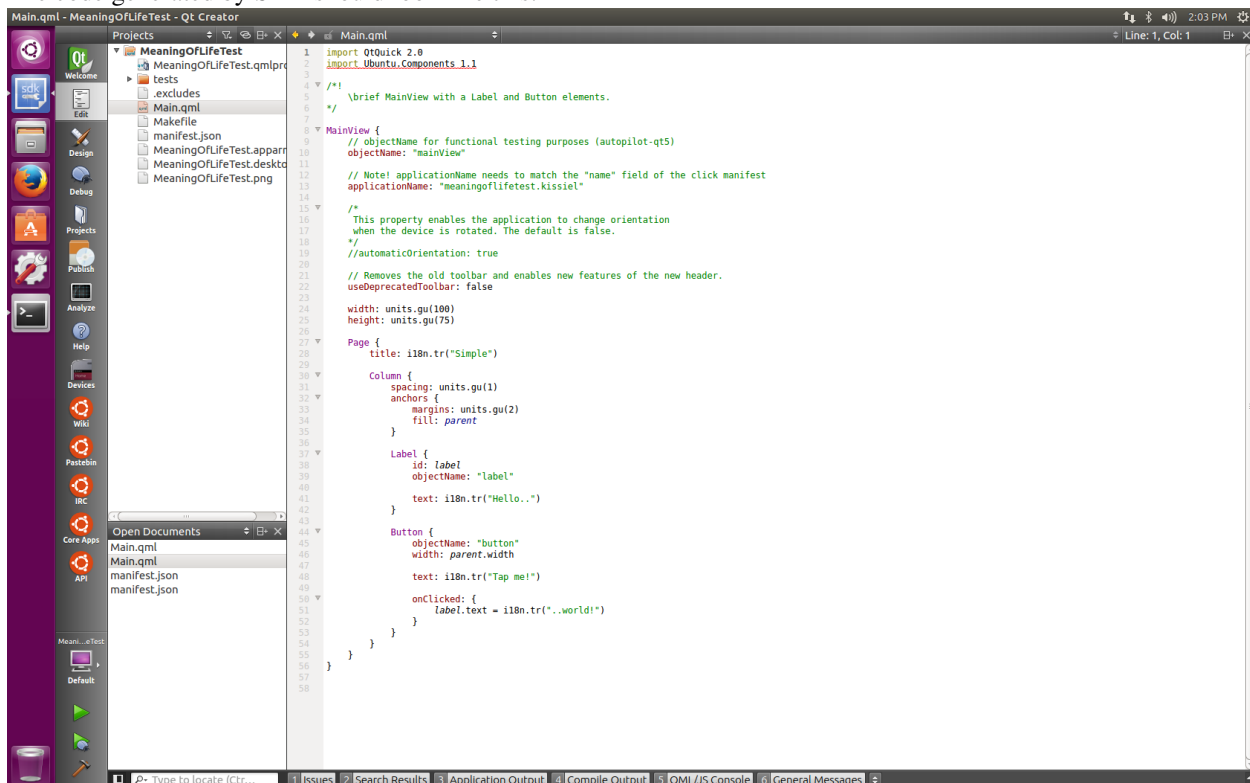 Main.qml - MeaningOfLifeTest - Qt Creator
2:03 PM
Projects
Main.qml
Line: 1, Col: 1
Welcome
Edit
Design
Debug
Projects
Publish
Analyze
Help
Devices
Wiki
Pastebin
IRC
Core Apps
API
Meani...eTest
Default
MeaningOfLifeTest
MeaningOfLifeTest.qmlpro
tests
.excludes
Main.qml
Makefile
manifest.json
MeaningOfLifeTest.apparm
MeaningOfLifeTest.deskto
MeaningOfLifeTest.png
Open Documents
Main.qml
Main.qml
manifest.json
manifest.json
1 import QtQuick 2.0
2 import Ubuntu.Components 1.1
3
4 /*!
5 \brief MainView with a Label and Button elements.
6 */
7
8 MainView {
9 // objectName for functional testing purposes (autopilot-qt5)
10 objectName: "mainView"
11
12 // Note! applicationName needs to match the "name" field of the click manifest
13 applicationName: "meaningoflifetest.kissiel"
14
15 /*
16 This property enables the application to change orientation
17 when the device is rotated. The default is false.
18 */
19 //automaticOrientation: true
20
21 // Removes the old toolbar and enables new features of the new header.
22 useDeprecatedToolbar: false
23
24 width: units.gu(100)
25 height: units.gu(75)
26
27 Page {
28 title: i18n.tr("Simple")
29
30 Column {
31 spacing: units.gu(1)
32 anchors {
33 margins: units.gu(2)
34 fill: parent
35 }
36
37 Label {
38 id: label
39 objectName: "label"
40
41 text: i18n.tr("Hello..")
42 }
43
44 Button {
45 objectName: "button"
46 width: parent.width
47
48 text: i18n.tr("Tap me!")
49
50 onClicked: {
51 label.text = i18n.tr("..world!")
52 }
53 }
54 }
55 }
56 }
57
58
Type to locate (Ctr...
1 Issues
2 Search Results
3 Application Output
4 Compile Output
5 QML/JS Console
6 General Messages